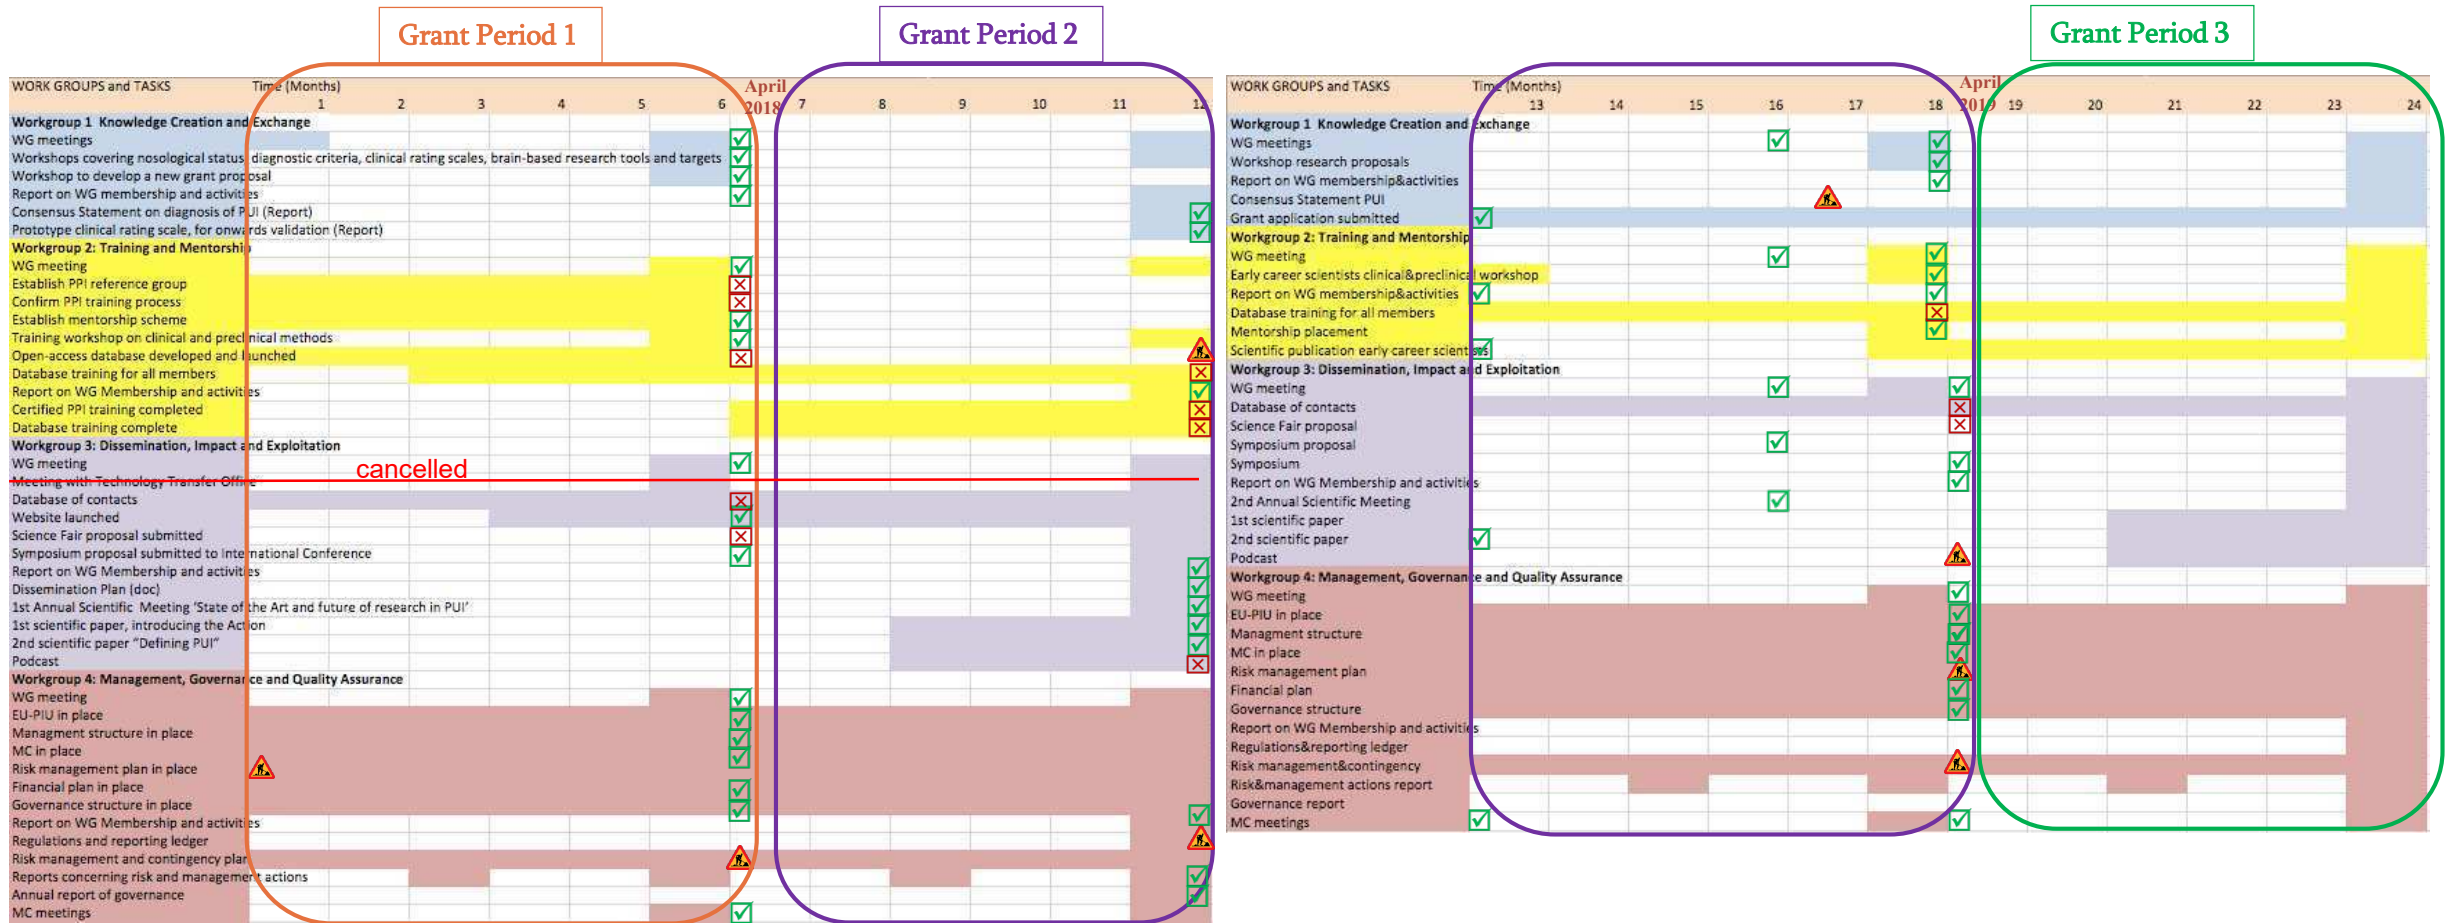 Grant Period 1
Grant Period 2
Grant Period 3
WORK GROUPS and TASKS Time (Months) April
1 2 3 4 5 6 2018 7 8 9 10 11 12
Workgroup 1 Knowledge Creation and Exchange
WG meetings
Workshops covering nosological status, diagnostic criteria, clinical rating scales, brain-based research tools and targets
Workshop to develop a new grant proposal
Report on WG membership and activities
Consensus Statement on diagnosis of PUI (Report)
Prototype clinical rating scale, for onwards validation (Report)
Workgroup 2: Training and Mentorship
WG meeting
Establish PPI reference group
Confirm PPI training process
Establish mentorship scheme
Training workshop on clinical and preclinical methods
Open-access database developed and launched
Database training for all members
Report on WG Membership and activities
Certified PPI training completed
Database training complete
Workgroup 3: Dissemination, Impact and Exploitation
WG meeting
cancelled
Meeting with Technology Transfer Office
Database of contacts
Website launched
Science Fair proposal submitted
Symposium proposal submitted to International Conference
Report on WG Membership and activities
Dissemination Plan (doc)
1st Annual Scientific Meeting 'State of the Art and future of research in PUI'
1st scientific paper, introducing the Action
2nd scientific paper "Defining PUI"
Podcast
Workgroup 4: Management, Governance and Quality Assurance
WG meeting
EU-PIU in place
Managment structure in place
MC in place
Risk management plan in place
Financial plan in place
Governance structure in place
Report on WG Membership and activities
Regulations and reporting ledger
Risk management and contingency plan
Reports concerning risk and management actions
Annual report of governance
MC meetings
WORK GROUPS and TASKS Time (Months) April
13 14 15 16 17 18 2019 19 20 21 22 23 24
Workgroup 1 Knowledge Creation and Exchange
WG meetings
Workshop research proposals
Report on WG membership&activities
Consensus Statement PUI
Grant application submitted
Workgroup 2: Training and Mentorship
WG meeting
Early career scientists clinical&preclinical workshop
Report on WG membership&activities
Database training for all members
Mentorship placement
Scientific publication early career scientists
Workgroup 3: Dissemination, Impact and Exploitation
WG meeting
Database of contacts
Science Fair proposal
Symposium proposal
Symposium
Report on WG Membership and activities
2nd Annual Scientific Meeting
1st scientific paper
2nd scientific paper
Podcast
Workgroup 4: Management, Governance and Quality Assurance
WG meeting
EU-PIU in place
Managment structure
MC in place
Risk management plan
Financial plan
Governance structure
Report on WG Membership and activities
Regulations&reporting ledger
Risk management&contingency
Risk&management actions report
Governance report
MC meetings